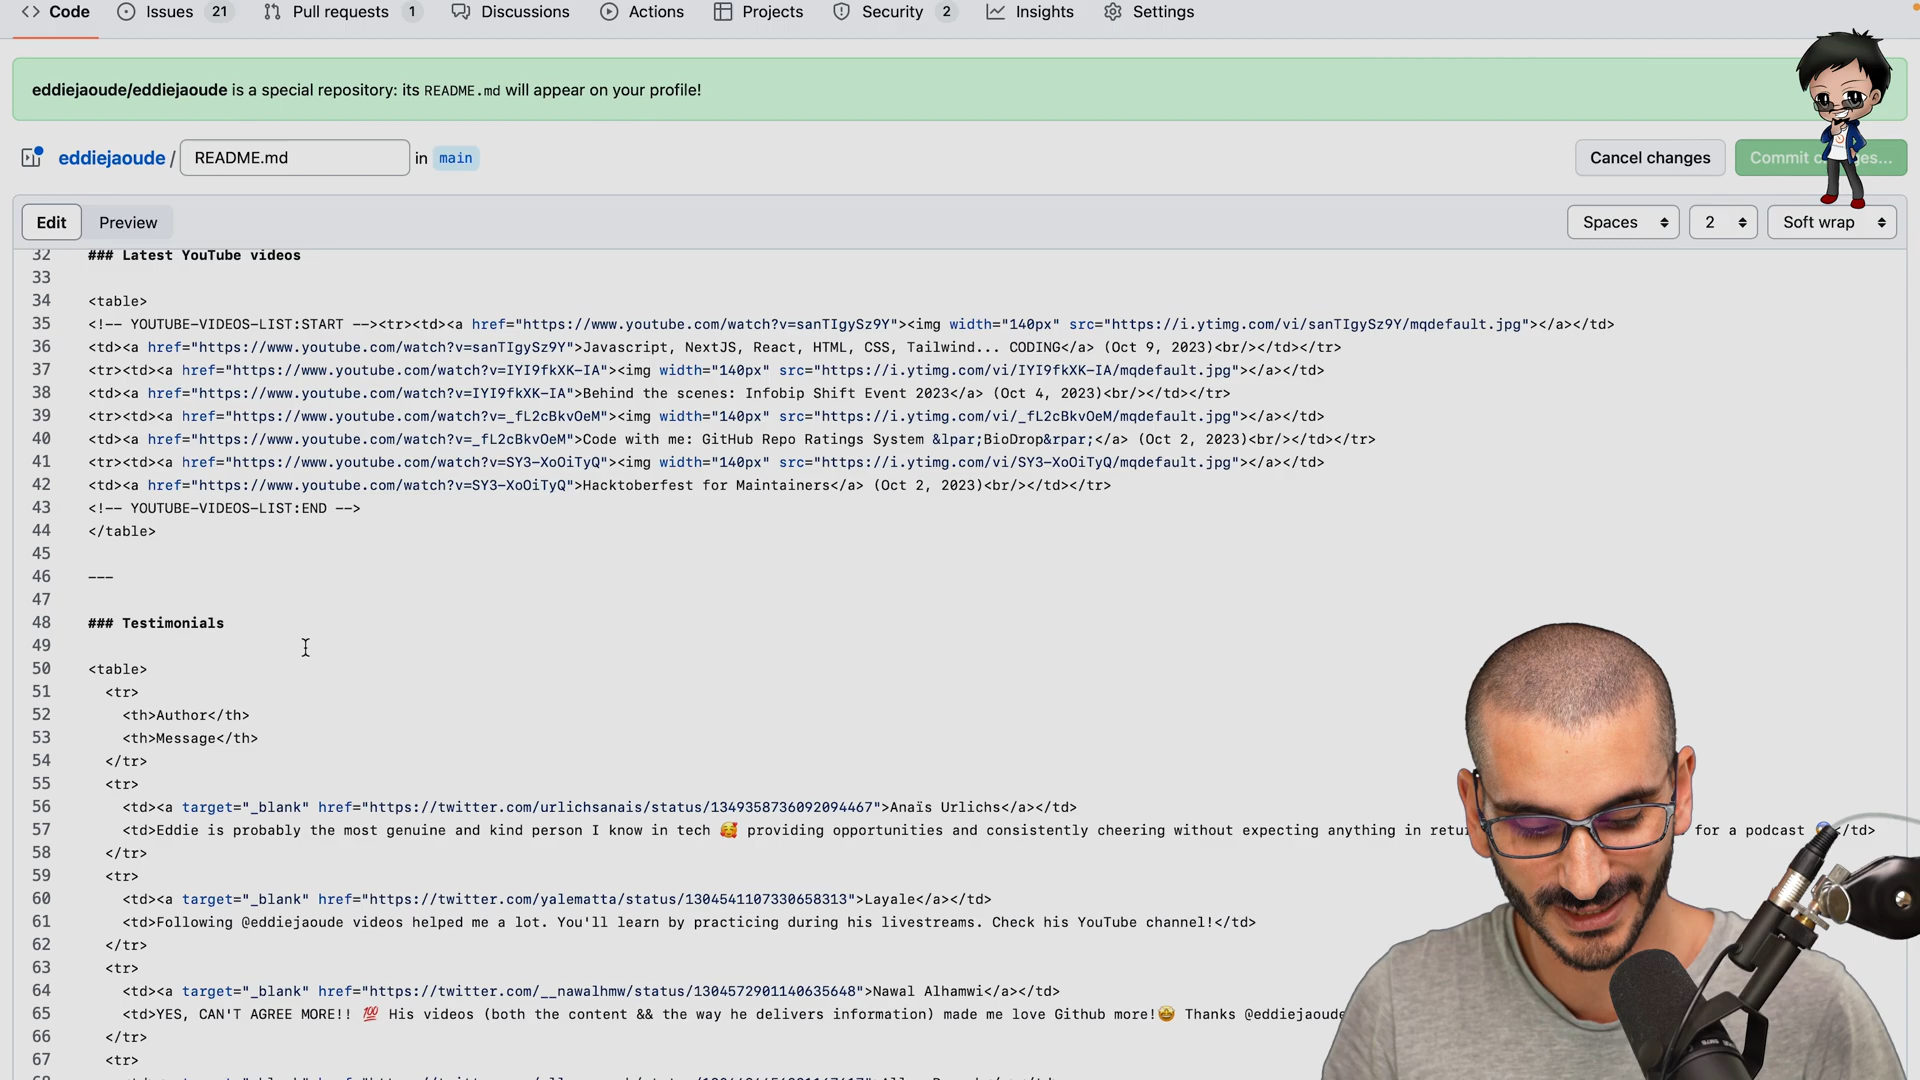 Code Issues 21 Pull requests 1 Discussions Actions Projects Security 2 Insights Settings
eddiejaoude/eddiejaoude is a special repository: its README.md will appear on your profile!
eddiejaoude / README.md in main Cancel changes Commit c es...
Edit Preview Spaces 2 Soft wrap
32 ### Latest YouTube videos
33
34 <table>
35 <!-- YOUTUBE-VIDEOS-LIST:START --><tr><td><a href="https://www.youtube.com/watch?v=sanTIgySz9Y"><img width="140px" src="https://i.ytimg.com/vi/sanTIgySz9Y/mqdefault.jpg"></a></td>
36 <td><a href="https://www.youtube.com/watch?v=sanTIgySz9Y">Javascript, NextJS, React, HTML, CSS, Tailwind... CODING</a> (Oct 9, 2023)<br/></td></tr>
37 <tr><td><a href="https://www.youtube.com/watch?v=IYI9fkXK-IA"><img width="140px" src="https://i.ytimg.com/vi/IYI9fkXK-IA/mqdefault.jpg"></a></td>
38 <td><a href="https://www.youtube.com/watch?v=IYI9fkXK-IA">Behind the scenes: Infobip Shift Event 2023</a> (Oct 4, 2023)<br/></td></tr>
39 <tr><td><a href="https://www.youtube.com/watch?v=_fL2cBkvOeM"><img width="140px" src="https://i.ytimg.com/vi/_fL2cBkvOeM/mqdefault.jpg"></a></td>
40 <td><a href="https://www.youtube.com/watch?v=_fL2cBkvOeM">Code with me: GitHub Repo Ratings System &lpar;BioDrop&rpar;</a> (Oct 2, 2023)<br/></td></tr>
41 <tr><td><a href="https://www.youtube.com/watch?v=SY3-XoOiTyQ"><img width="140px" src="https://i.ytimg.com/vi/SY3-XoOiTyQ/mqdefault.jpg"></a></td>
42 <td><a href="https://www.youtube.com/watch?v=SY3-XoOiTyQ">Hacktoberfest for Maintainers</a> (Oct 2, 2023)<br/></td></tr>
43 <!-- YOUTUBE-VIDEOS-LIST:END -->
44 </table>
45
46 ---
47
48 ### Testimonials
49
50 <table>
51 <tr>
52 <th>Author</th>
53 <th>Message</th>
54 </tr>
55 <tr>
56 <td><a target="_blank" href="https://twitter.com/urlichsanais/status/1349358736092094467">Anaïs Urlichs</a></td>
57 <td>Eddie is probably the most genuine and kind person I know in tech 🥰 providing opportunities and consistently cheering without expecting anything in retu for a podcast </td>
58 </tr>
59 <tr>
60 <td><a target="_blank" href="https://twitter.com/yalematta/status/1304541107330658313">Layale</a></td>
61 <td>Following @eddiejaoude videos helped me a lot. You'll learn by practicing during his livestreams. Check his YouTube channel!</td>
62 </tr>
63 <tr>
64 <td><a target="_blank" href="https://twitter.com/__nawalhmw/status/1304572901140635648">Nawal Alhamwi</a></td>
65 <td>YES, CAN'T AGREE MORE!! 💯 His videos (both the content && the way he delivers information) made me love Github more!🤩 Thanks @eddiejaoude
66 </tr>
67 <tr>